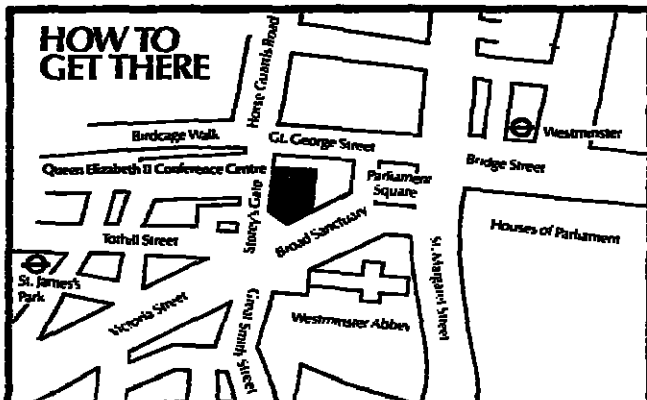 HOW TO
GET THERE
Horse Guards Road
Birdcage Walk
Gt. George Street
Westminster
Bridge Street
Queen Elizabeth II Conference Centre
Parliament
Square
Storey's Gate
Broad Sanctuary
Houses of Parliament
Tothill Street
St. James's
Park
Victoria Street
Great Smith Street
Westminster Abbey
St. Margaret Street